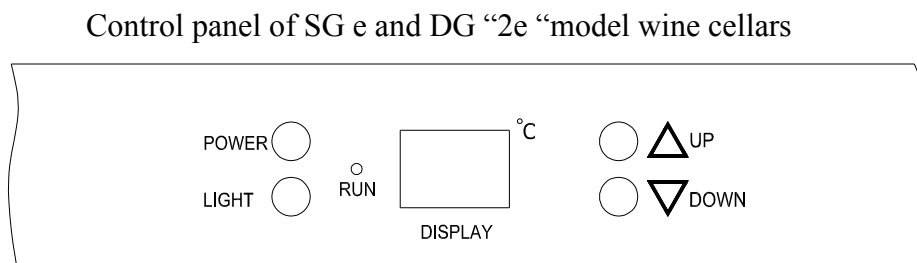 Control panel of SG e and DG “2e “model wine cellars
POWER
°C
UP
LIGHT
RUN
DOWN
DISPLAY